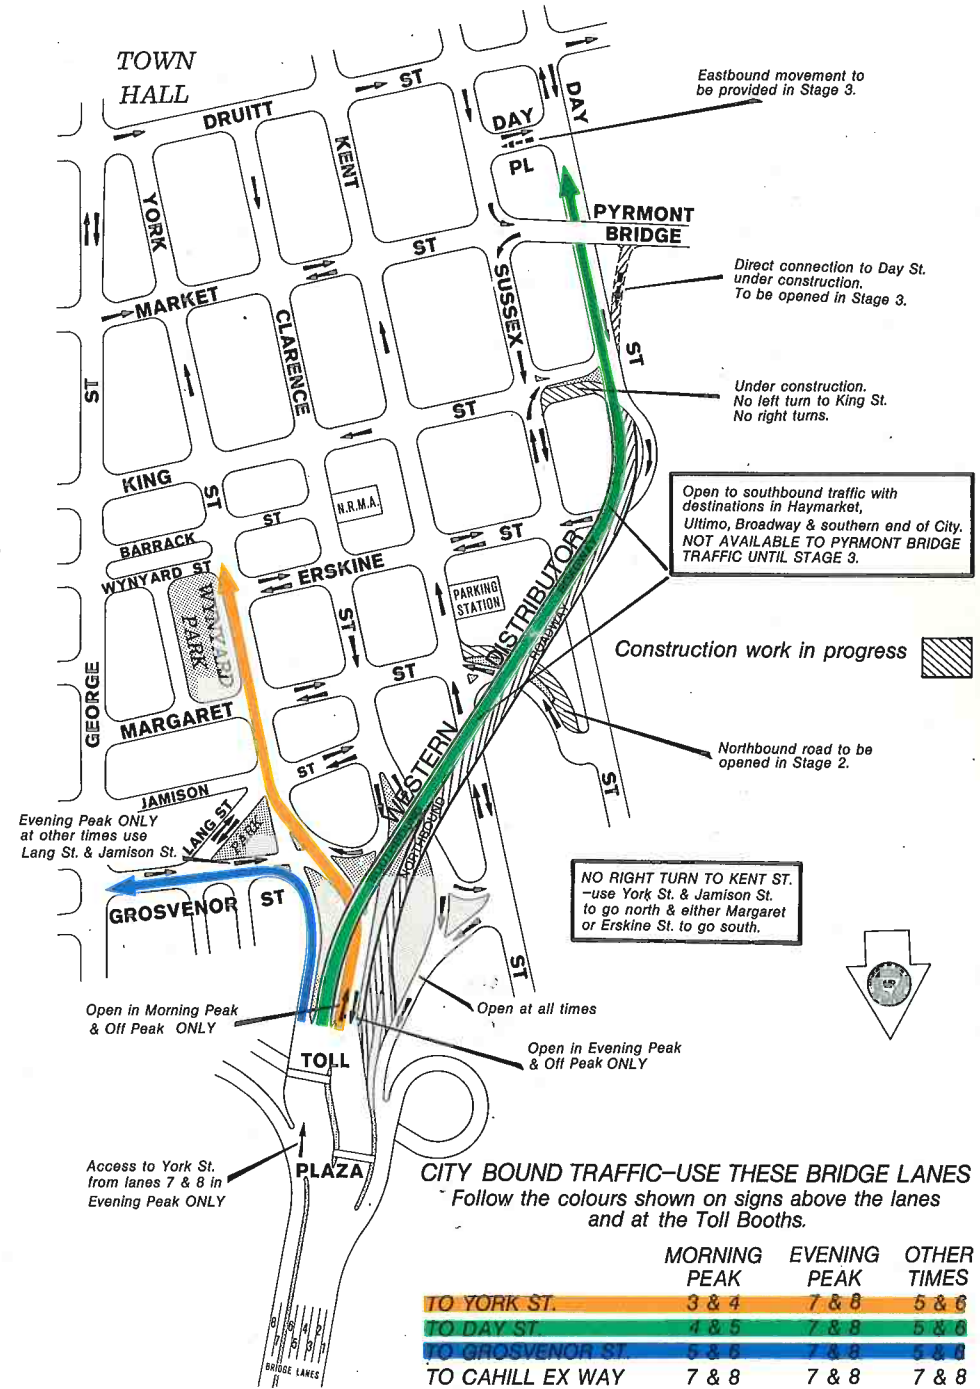 TOWN
HALL
DRUITT
ST
DAY
DAY
PL
KENT
YORK
Eastbound movement to
be provided in Stage 3.
PYRMONT
BRIDGE
ST
SUSSEX
MARKET
CLARENCE
Direct connection to Day St.
under construction.
To be opened in Stage 3.
ST
ST
ST
Under construction.
No left turn to King St.
No right turns.
KING
ST
N.R.M.A.
ST
BARRACK
WYNYARD ST
ERSKINE
ST
Open to southbound traffic with
destinations in Haymarket,
Ultimo, Broadway & southern end of City.
NOT AVAILABLE TO PYRMONT BRIDGE
TRAFFIC UNTIL STAGE 3.
WYNYARD
PARK
ST
PARKING
STATION
WESTERN DISTRIBUTOR
ROADWAY
NORTHBOUND
ROADWAY
Construction work in progress
GEORGE
MARGARET
ST
Northbound road to be
opened in Stage 2.
ST
ST
JAMISON
LANG ST
PARK
Evening Peak ONLY
at other times use
Lang St. & Jamison St.
GROSVENOR ST
NO RIGHT TURN TO KENT ST.
-use York St. & Jamison St.
to go north & either Margaret
or Erskine St. to go south.
ST
Open in Morning Peak
& Off Peak ONLY
Open at all times
Open in Evening Peak
& Off Peak ONLY
TOLL
PLAZA
Access to York St.
from lanes 7 & 8 in
Evening Peak ONLY
8 7 6 5 4 3 2 1
BRIDGE LANES
CITY BOUND TRAFFIC-USE THESE BRIDGE LANES
Follow the colours shown on signs above the lanes
and at the Toll Booths.
MORNING PEAK EVENING PEAK OTHER TIMES
TO YORK ST. 3 & 4 7 & 8 5 & 6
TO DAY ST. 4 & 5 7 & 8 5 & 6
TO GROSVENOR ST. 5 & 6 7 & 8 5 & 6
TO CAHILL EX WAY 7 & 8 7 & 8 7 & 8